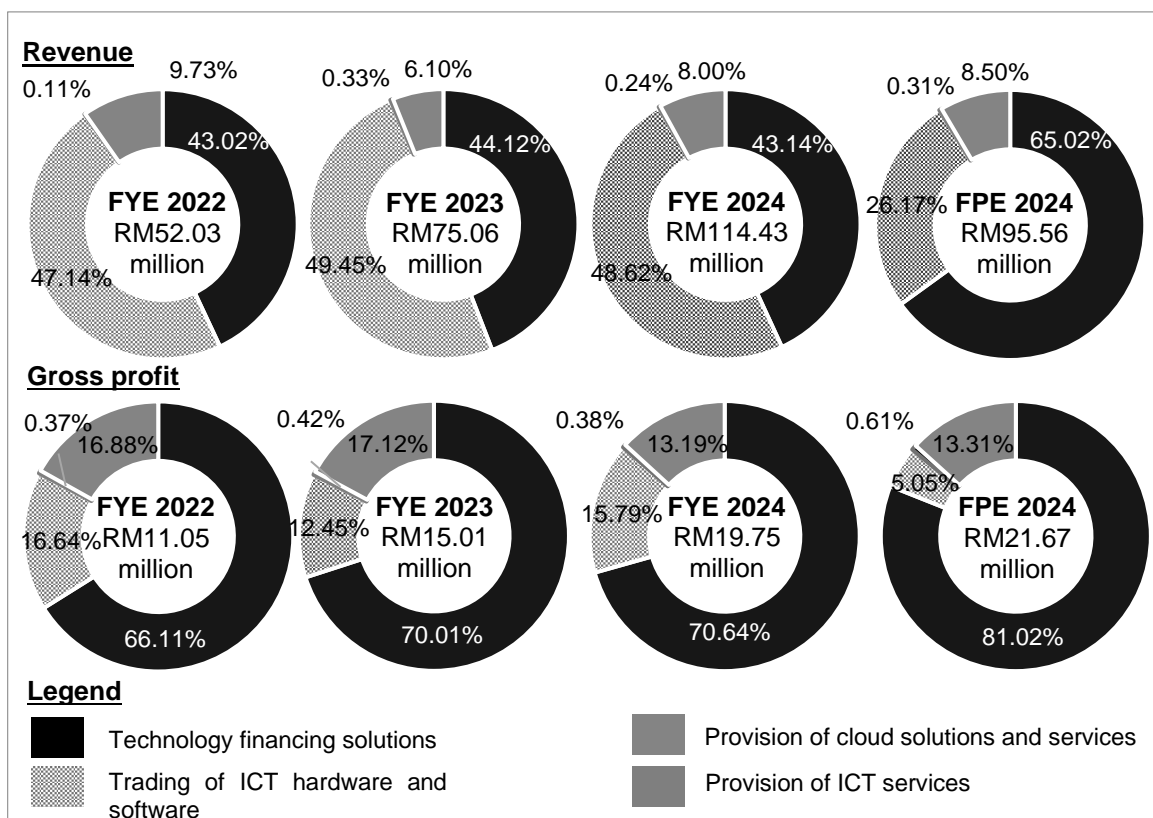 Revenue
0.11% 9.73% 0.33% 6.10% 0.24% 8.00% 0.31% 8.50%
43.02% 44.12% 43.14% 65.02%
FYE 2022 FYE 2023 FYE 2024 FPE 2024
RM52.03 RM75.06 RM114.43 RM95.56
million million million million
47.14% 49.45% 48.62% 26.17%
Gross profit
0.37% 16.88% 0.42% 17.12% 0.38% 13.19% 0.61% 13.31%
FYE 2022 FYE 2023 FYE 2024 FPE 2024
16.64% RM11.05 12.45% RM15.01 15.79% RM19.75 5.05% RM21.67
million million million million
66.11% 70.01% 70.64% 81.02%
Legend
Technology financing solutions
Trading of ICT hardware and
software
Provision of cloud solutions and services
Provision of ICT services